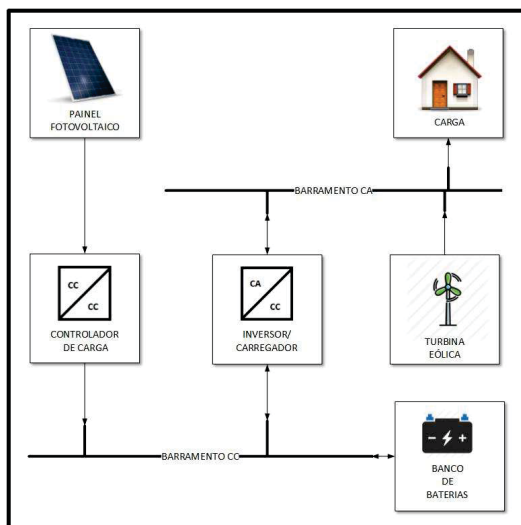 PAINEL
FOTOVOLTAICO
CARGA
BARRAMENTO CA
CC
CC
CONTROLADOR
DE CARGA
CA
CC
INVERSOR/
CARREGADOR
TURBINA
EÓLICA
BARRAMENTO CC
BANCO
DE
BATERIAS